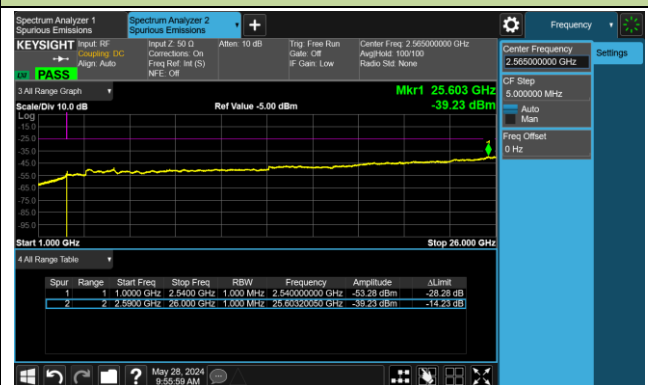 Spectrum Analyzer 1
Spurious Emissions
Spectrum Analyzer 2
Spurious Emissions
Frequency
KEYSIGHT
Input: RF
Coupling: DC
Align: Auto
Input Z: 50 Ω
Corrections: On
Freq Ref: Int (S)
NFE: Off
Atten: 10 dB
Trig: Free Run
Gate: Off
IF Gain: Low
Center Freq: 2.565000000 GHz
Avg|Hold: 100/100
Radio Std: None
PASS
Center Frequency
2.565000000 GHz
Settings
CF Step
5.000000 MHz
Auto
Man
Freq Offset
0 Hz
3 All Range Graph
Mkr1 25.603 GHz
Scale/Div 10.0 dB
Ref Value -5.00 dBm
-39.23 dBm
Log
-15.0
-25.0
-35.0
-45.0
-55.0
-65.0
-75.0
-85.0
-95.0
1
Start 1.000 GHz
Stop 26.000 GHz
4 All Range Table
Spur Range Start Freq Stop Freq RBW Frequency Amplitude ΔLimit
1 1 1.0000 GHz 2.5400 GHz 1.000 MHz 2.540000000 GHz -53.28 dBm -28.28 dB
2 2 2.5900 GHz 26.000 GHz 1.000 MHz 25.60320050 GHz -39.23 dBm -14.23 dB
?
May 28, 2024
9:55:59 AM